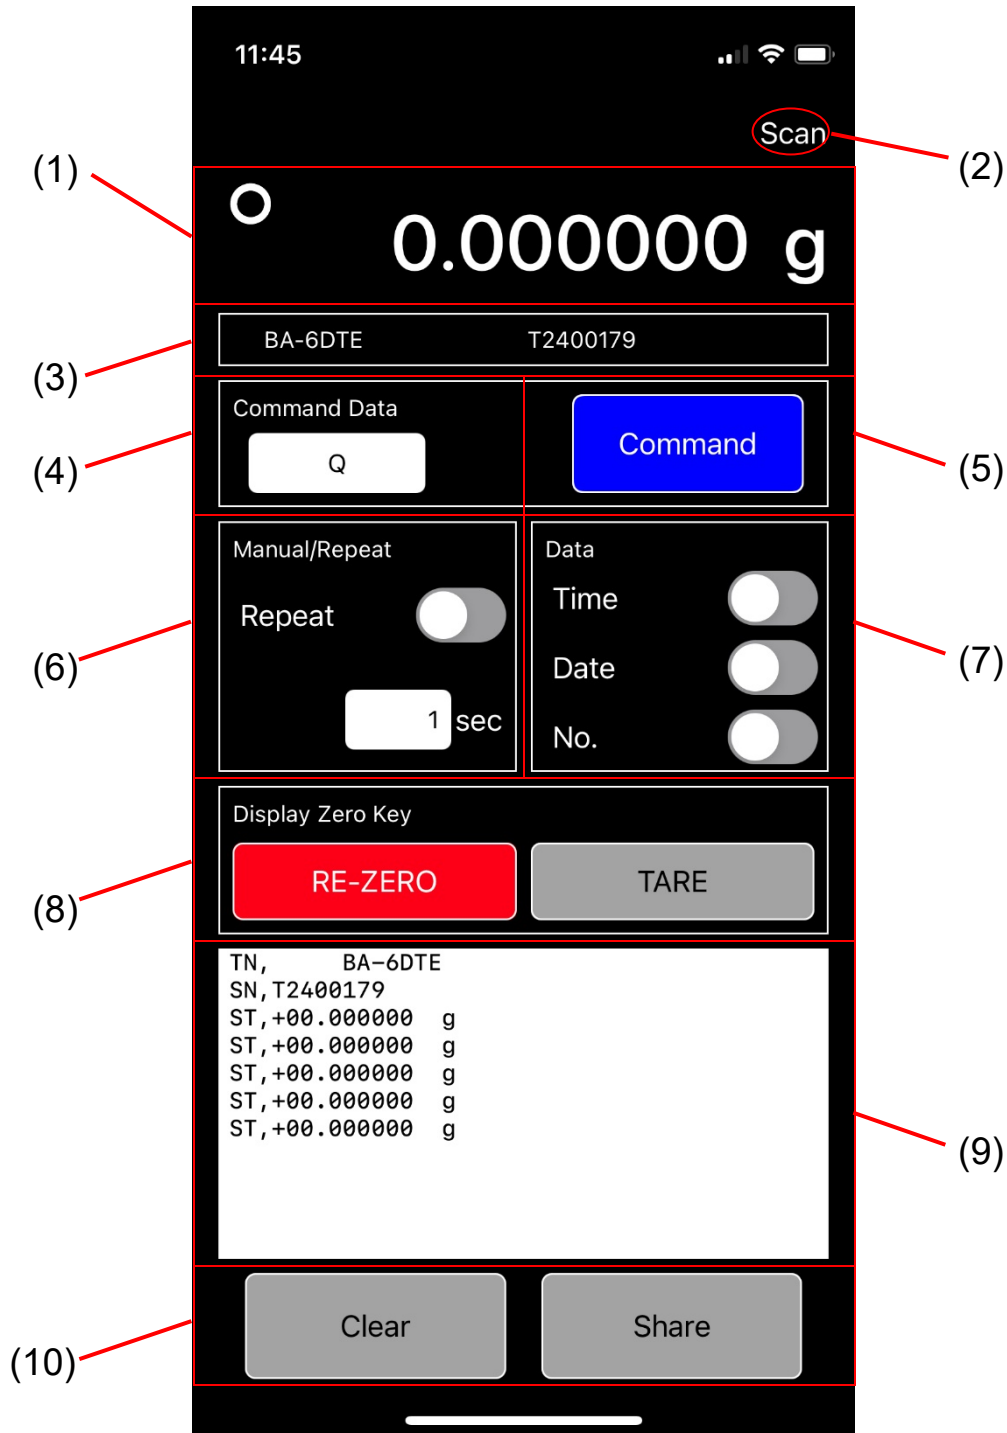 11:45
Scan
(1)
(2)
0.000000 g
BA-6DTE T2400179
(3)
Command Data
Q
Command
(4)
(5)
Manual/Repeat
Repeat
1 sec
(6)
Data
Time
Date
No.
(7)
Display Zero Key
RE-ZERO TARE
(8)
TN, BA-6DTE
SN,T2400179
ST,+00.000000 g
ST,+00.000000 g
ST,+00.000000 g
ST,+00.000000 g
ST,+00.000000 g
(9)
Clear Share
(10)